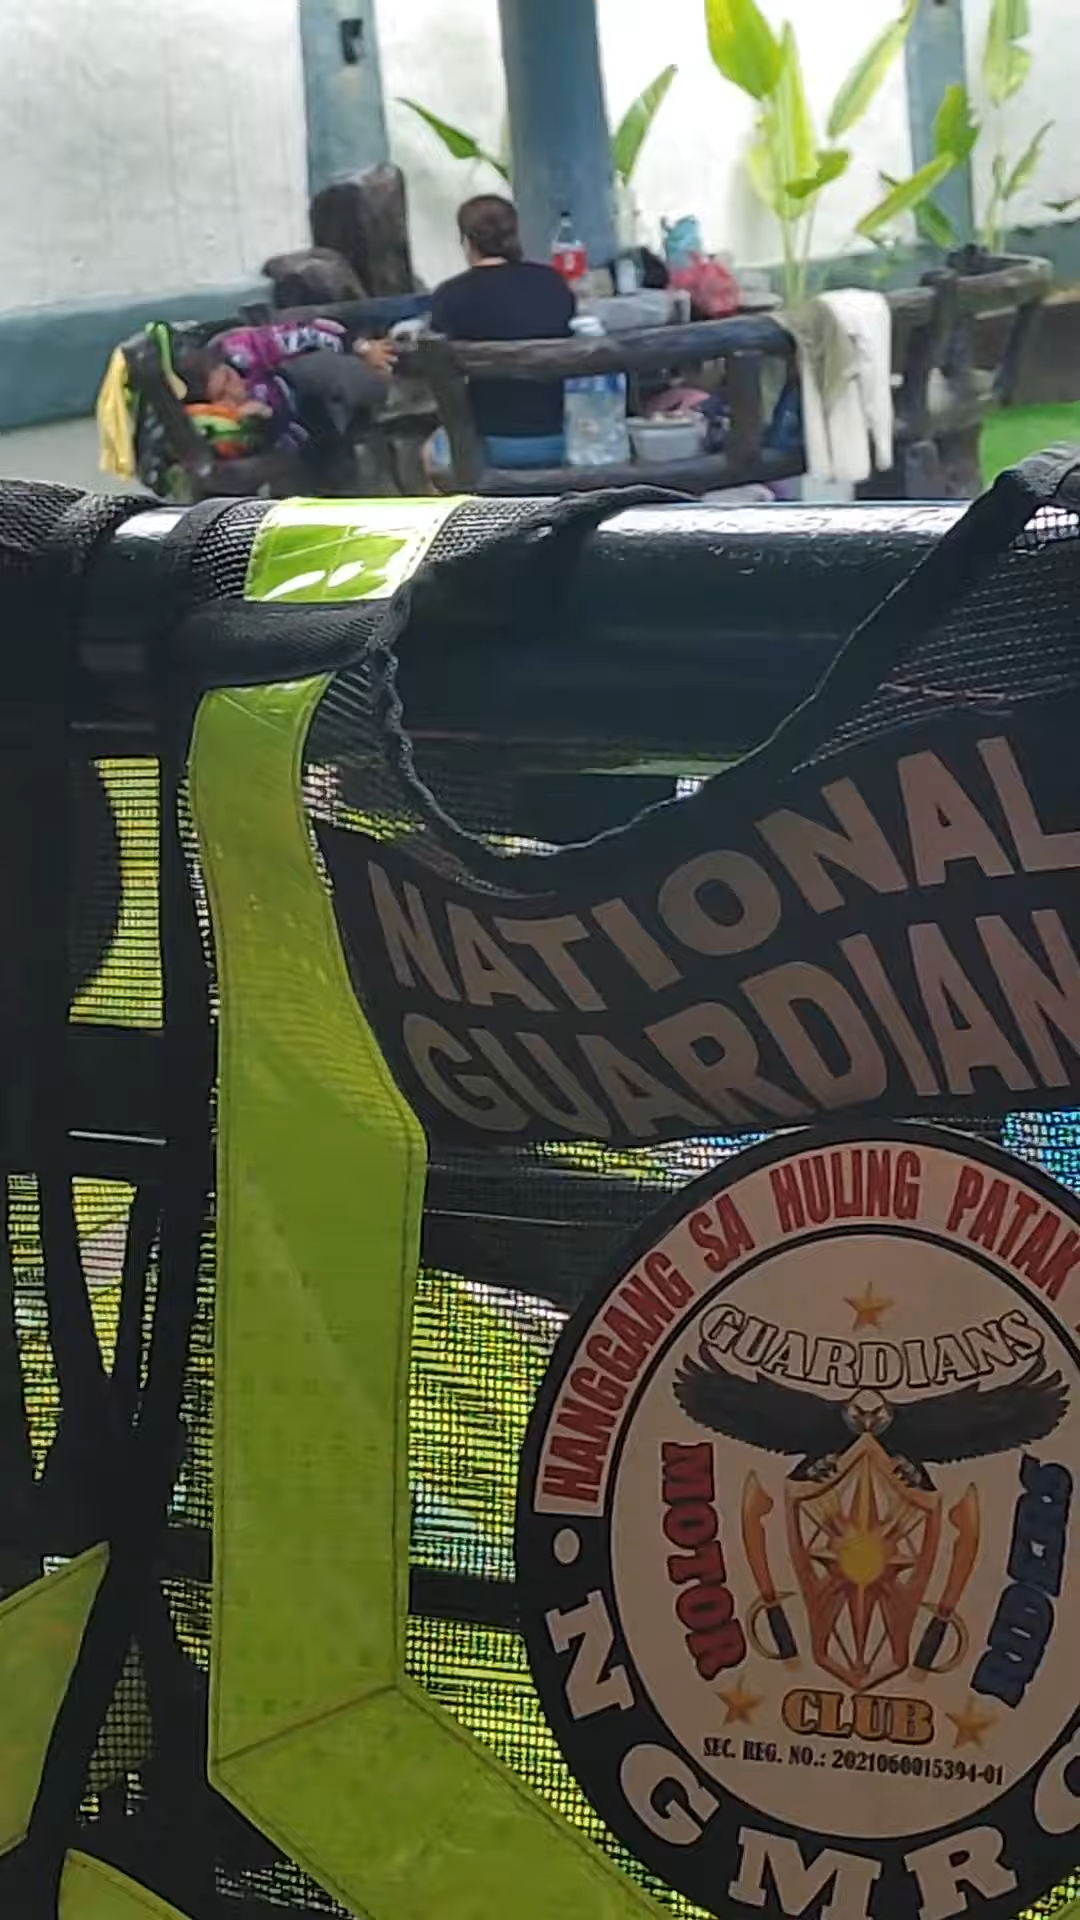 NATIONAL
GUARDIAN
HANGGANG SA HULING PATAK
GUARDIANS
MOTOR
RIDERS
CLUB
SEC. REG. NO.: 2021060015394-01
NGMRC